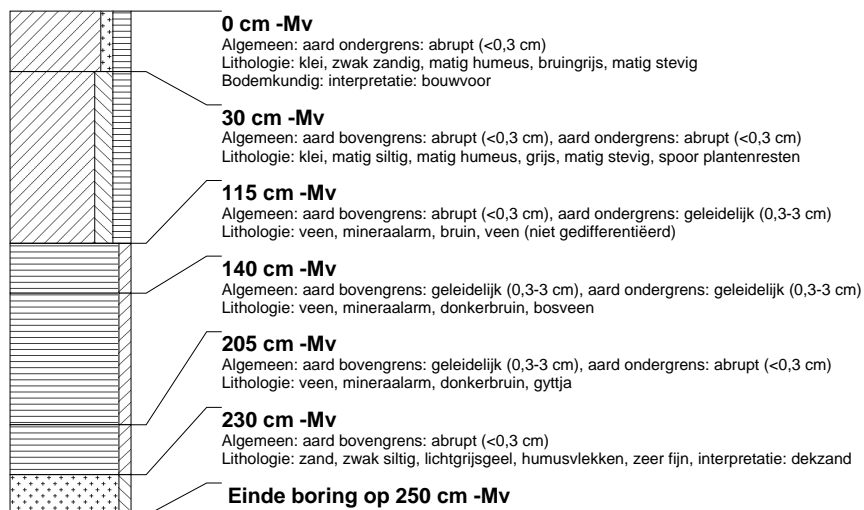 0 cm -Mv
Algemeen: aard ondergrens: abrupt (<0,3 cm)
Lithologie: klei, zwak zandig, matig humeus, bruingrijs, matig stevig
Bodemkundig: interpretatie: bouwvoor
30 cm -Mv
Algemeen: aard bovengrens: abrupt (<0,3 cm), aard ondergrens: abrupt (<0,3 cm)
Lithologie: klei, matig siltig, matig humeus, grijs, matig stevig, spoor plantenresten
115 cm -Mv
Algemeen: aard bovengrens: abrupt (<0,3 cm), aard ondergrens: geleidelijk (0,3-3 cm)
Lithologie: veen, mineraalarm, bruin, veen (niet gedifferentiëerd)
140 cm -Mv
Algemeen: aard bovengrens: geleidelijk (0,3-3 cm), aard ondergrens: geleidelijk (0,3-3 cm)
Lithologie: veen, mineraalarm, donkerbruin, bosveen
205 cm -Mv
Algemeen: aard bovengrens: geleidelijk (0,3-3 cm), aard ondergrens: abrupt (<0,3 cm)
Lithologie: veen, mineraalarm, donkerbruin, gyttja
230 cm -Mv
Algemeen: aard bovengrens: abrupt (<0,3 cm)
Lithologie: zand, zwak siltig, lichtgrijsgeel, humusvlekken, zeer fijn, interpretatie: dekzand
Einde boring op 250 cm -Mv